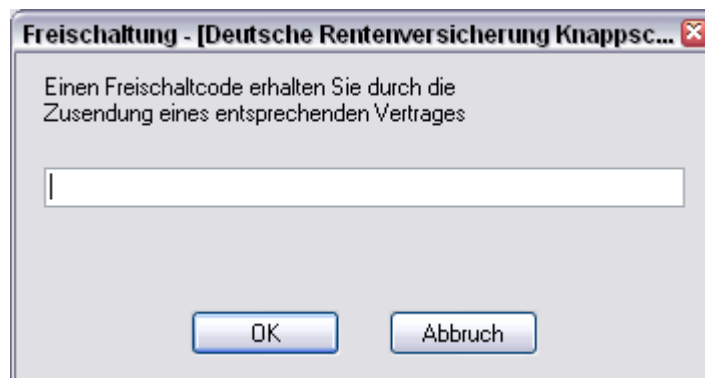 Freischaltung - [Deutsche Rentenversicherung Knappsc...
Einen Freischaltcode erhalten Sie durch die
Zusendung eines entsprechenden Vertrages
OK Abbruch